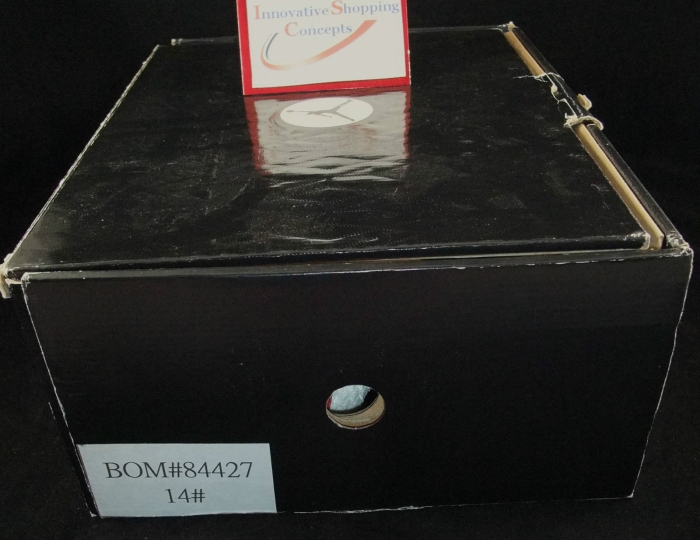 Innovative Shopping
Concepts
BOM#84427
14#